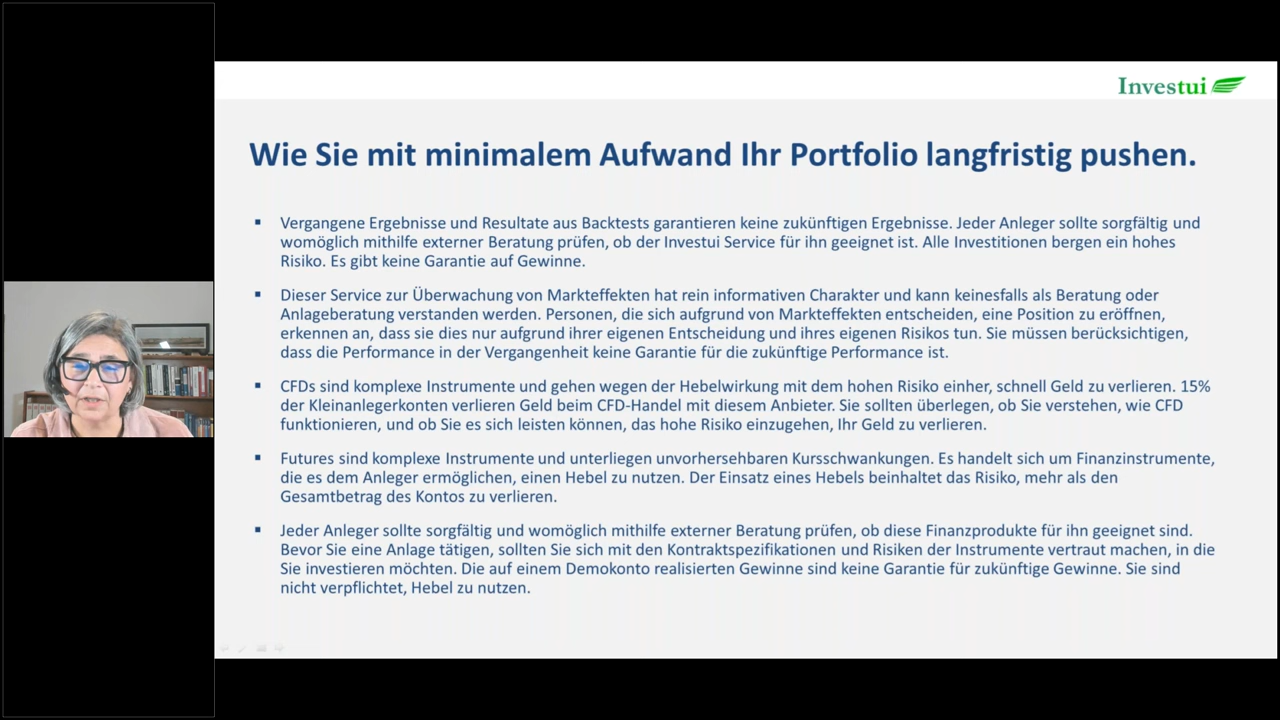 Investui
Wie Sie mit minimalem Aufwand Ihr Portfolio langfristig pushen.
▪ Vergangene Ergebnisse und Resultate aus Backtests garantieren keine zukünftigen Ergebnisse. Jeder Anleger sollte sorgfältig und
womöglich mithilfe externer Beratung prüfen, ob der Investui Service für ihn geeignet ist. Alle Investitionen bergen ein hohes
Risiko. Es gibt keine Garantie auf Gewinne.
▪ Dieser Service zur Überwachung von Markteffekten hat rein informativen Charakter und kann keinesfalls als Beratung oder
Anlageberatung verstanden werden. Personen, die sich aufgrund von Markteffekten entscheiden, eine Position zu eröffnen,
erkennen an, dass sie dies nur aufgrund ihrer eigenen Entscheidung und ihres eigenen Risikos tun. Sie müssen berücksichtigen,
dass die Performance in der Vergangenheit keine Garantie für die zukünftige Performance ist.
▪ CFDs sind komplexe Instrumente und gehen wegen der Hebelwirkung mit dem hohen Risiko einher, schnell Geld zu verlieren. 15%
der Kleinanlegerkonten verlieren Geld beim CFD-Handel mit diesem Anbieter. Sie sollten überlegen, ob Sie verstehen, wie CFD
funktionieren, und ob Sie es sich leisten können, das hohe Risiko einzugehen, Ihr Geld zu verlieren.
▪ Futures sind komplexe Instrumente und unterliegen unvorhersehbaren Kursschwankungen. Es handelt sich um Finanzinstrumente,
die es dem Anleger ermöglichen, einen Hebel zu nutzen. Der Einsatz eines Hebels beinhaltet das Risiko, mehr als den
Gesamtbetrag des Kontos zu verlieren.
▪ Jeder Anleger sollte sorgfältig und womöglich mithilfe externer Beratung prüfen, ob diese Finanzprodukte für ihn geeignet sind.
Bevor Sie eine Anlage tätigen, sollten Sie sich mit den Kontraktspezifikationen und Risiken der Instrumente vertraut machen, in die
Sie investieren möchten. Die auf einem Demokonto realisierten Gewinne sind keine Garantie für zukünftige Gewinne. Sie sind
nicht verpflichtet, Hebel zu nutzen.